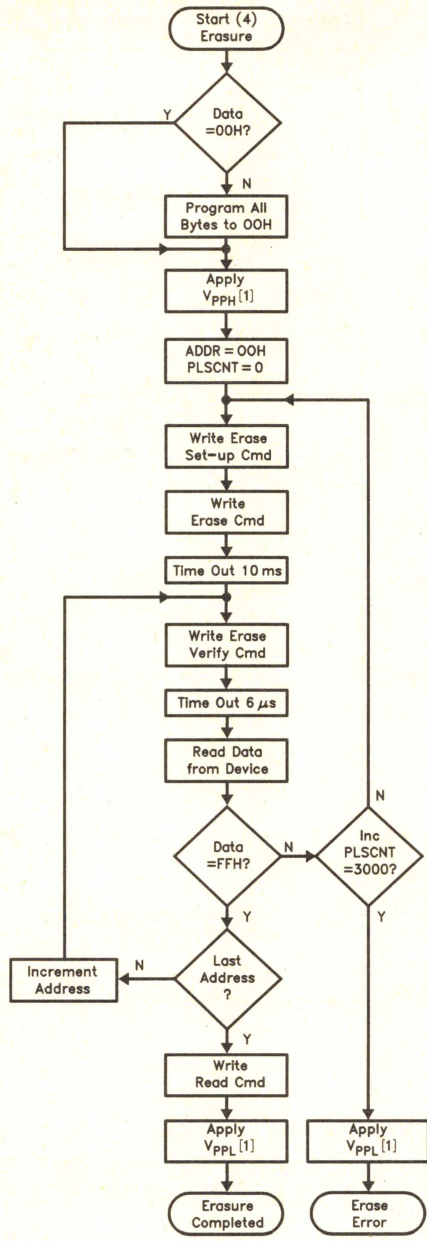 Start (4)
Erasure
Data
=00H?
Y
N
Program All
Bytes to 00H
Apply
VPPH[1]
ADDR = 00H
PLSCNT = 0
Write Erase
Set-up Cmd
Write
Erase Cmd
Time Out 10 ms
Write Erase
Verify Cmd
Time Out 6 μs
Read Data
from Device
Data
=FFH?
N
Y
Inc
PLSCNT
=3000?
N
Y
Last
Address
?
N
Y
Increment
Address
Write
Read Cmd
Apply
VPPL[1]
Apply
VPPL[1]
Erasure
Completed
Erase
Error